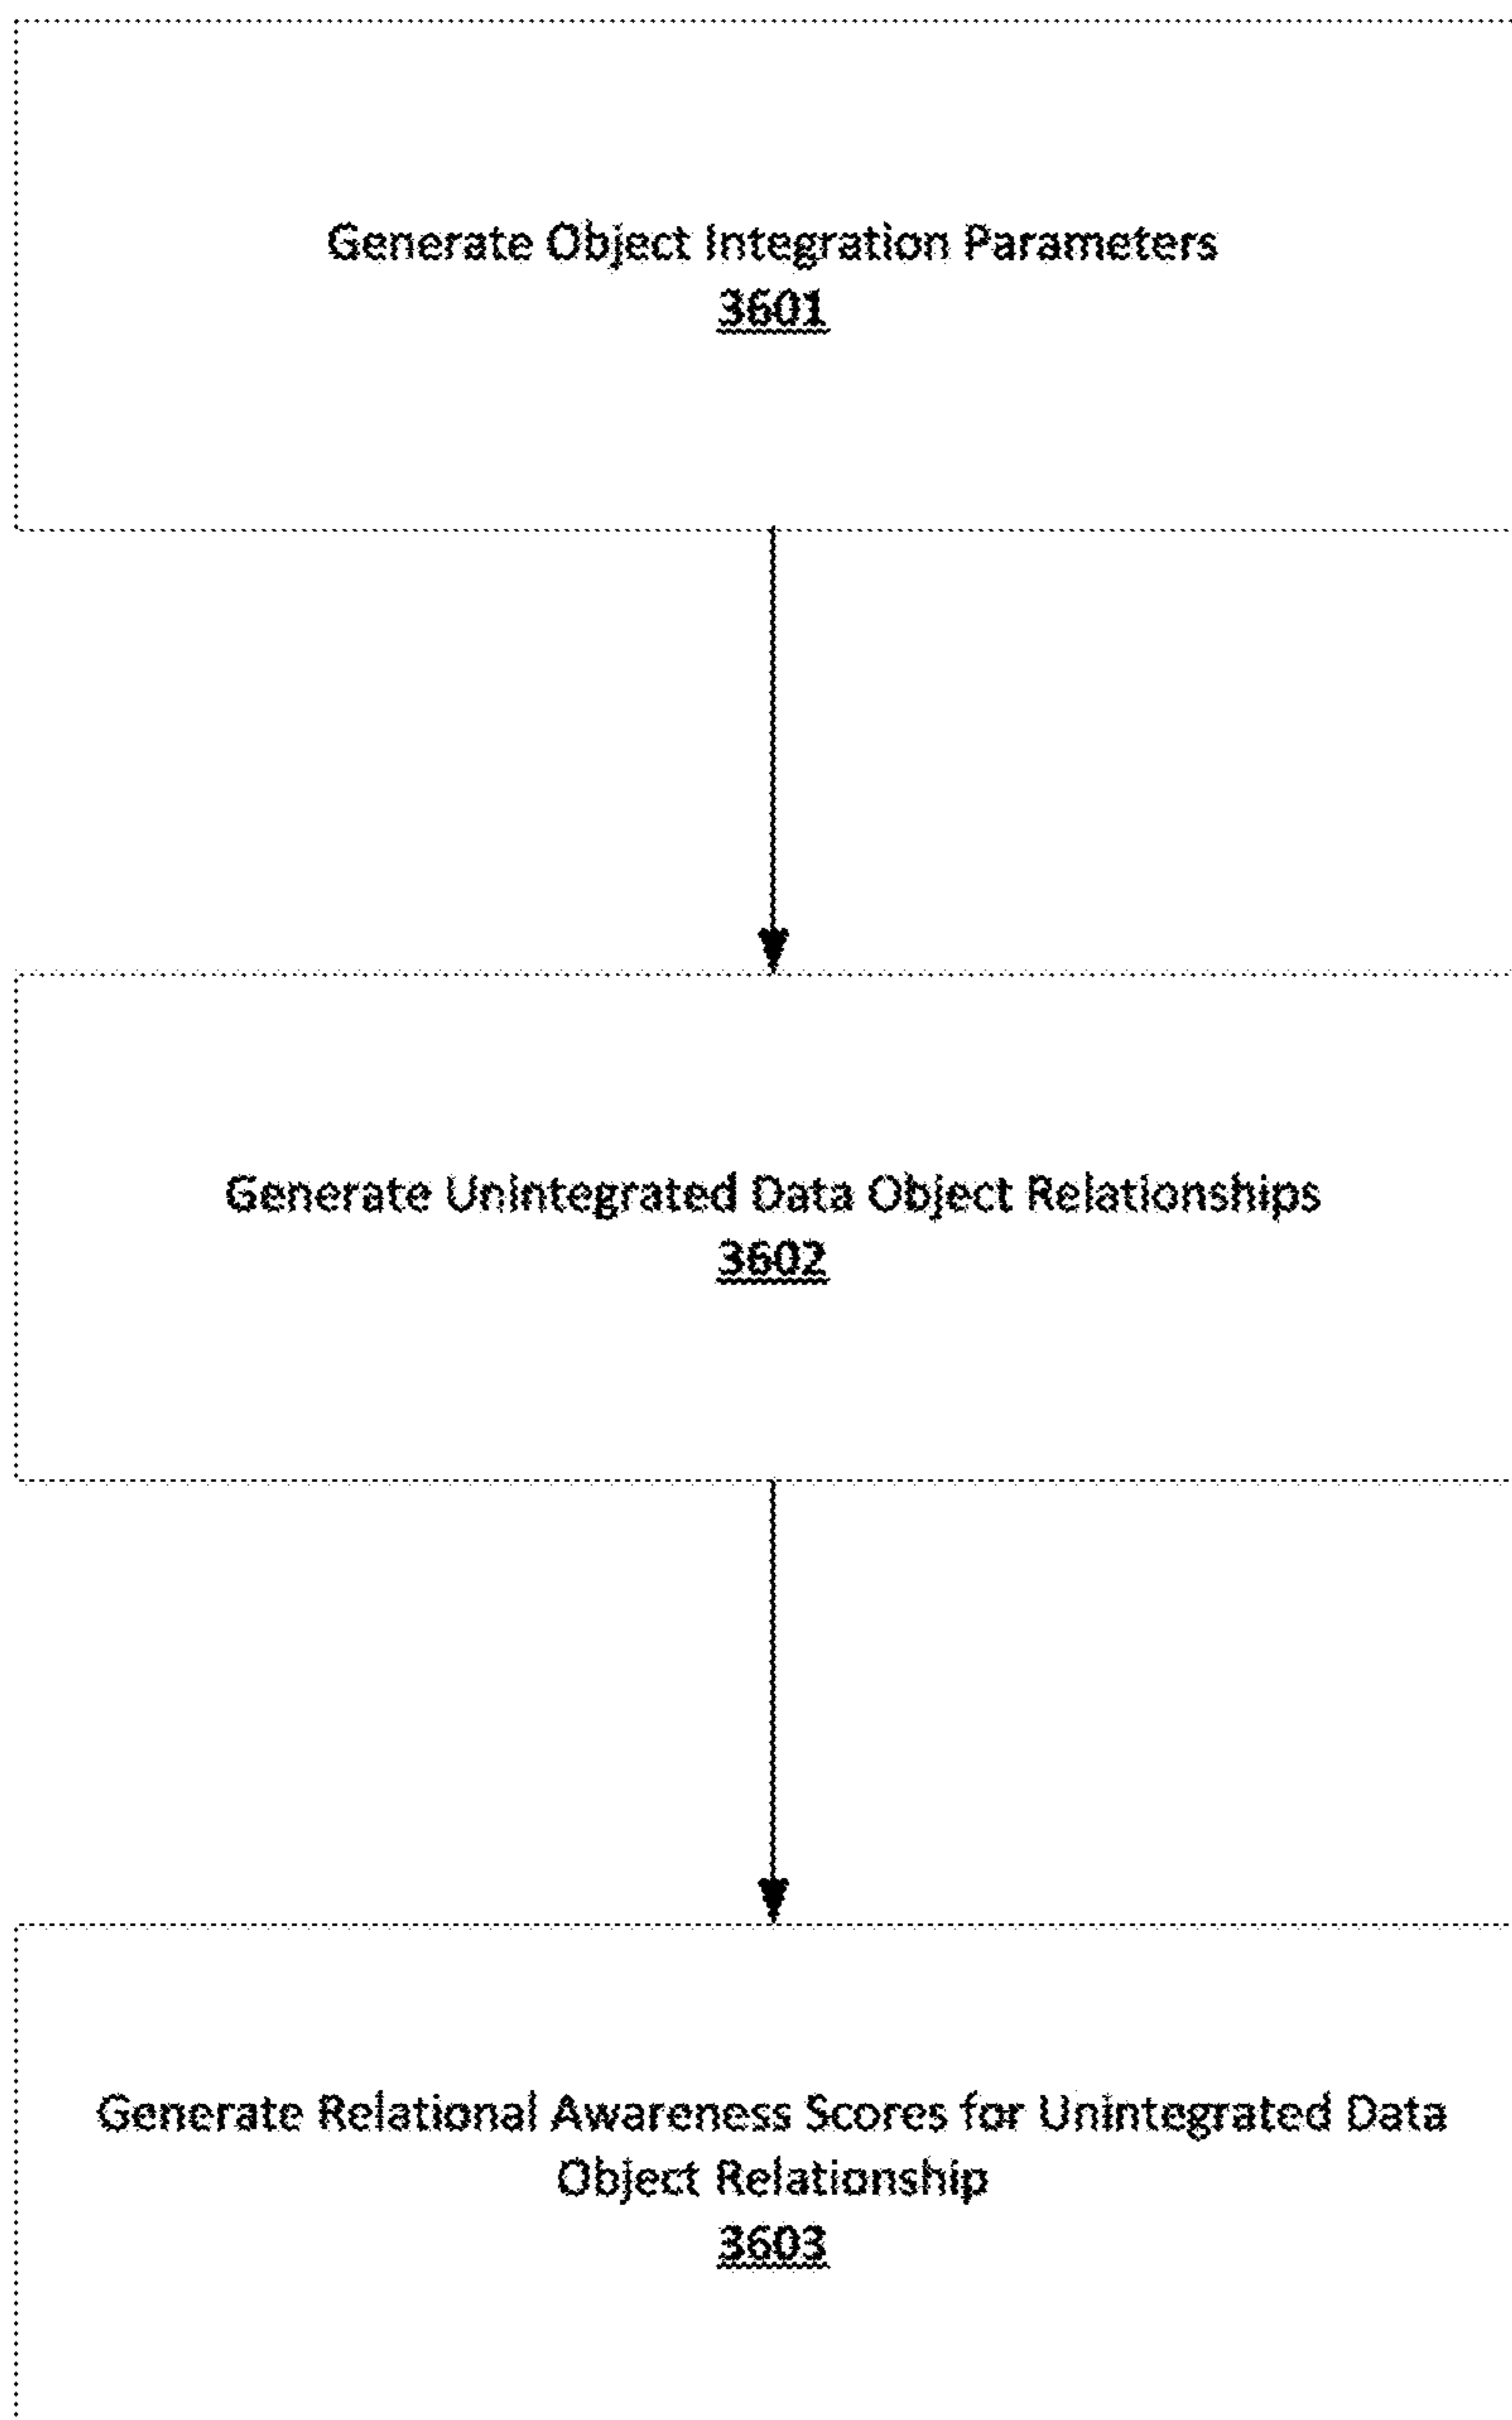 Generate Object Integration Parameters
3601
Generate Unintegrated Data Object Relationships
3602
Generate Relational Awareness Scores for Unintegrated Data
Object Relationship
3603